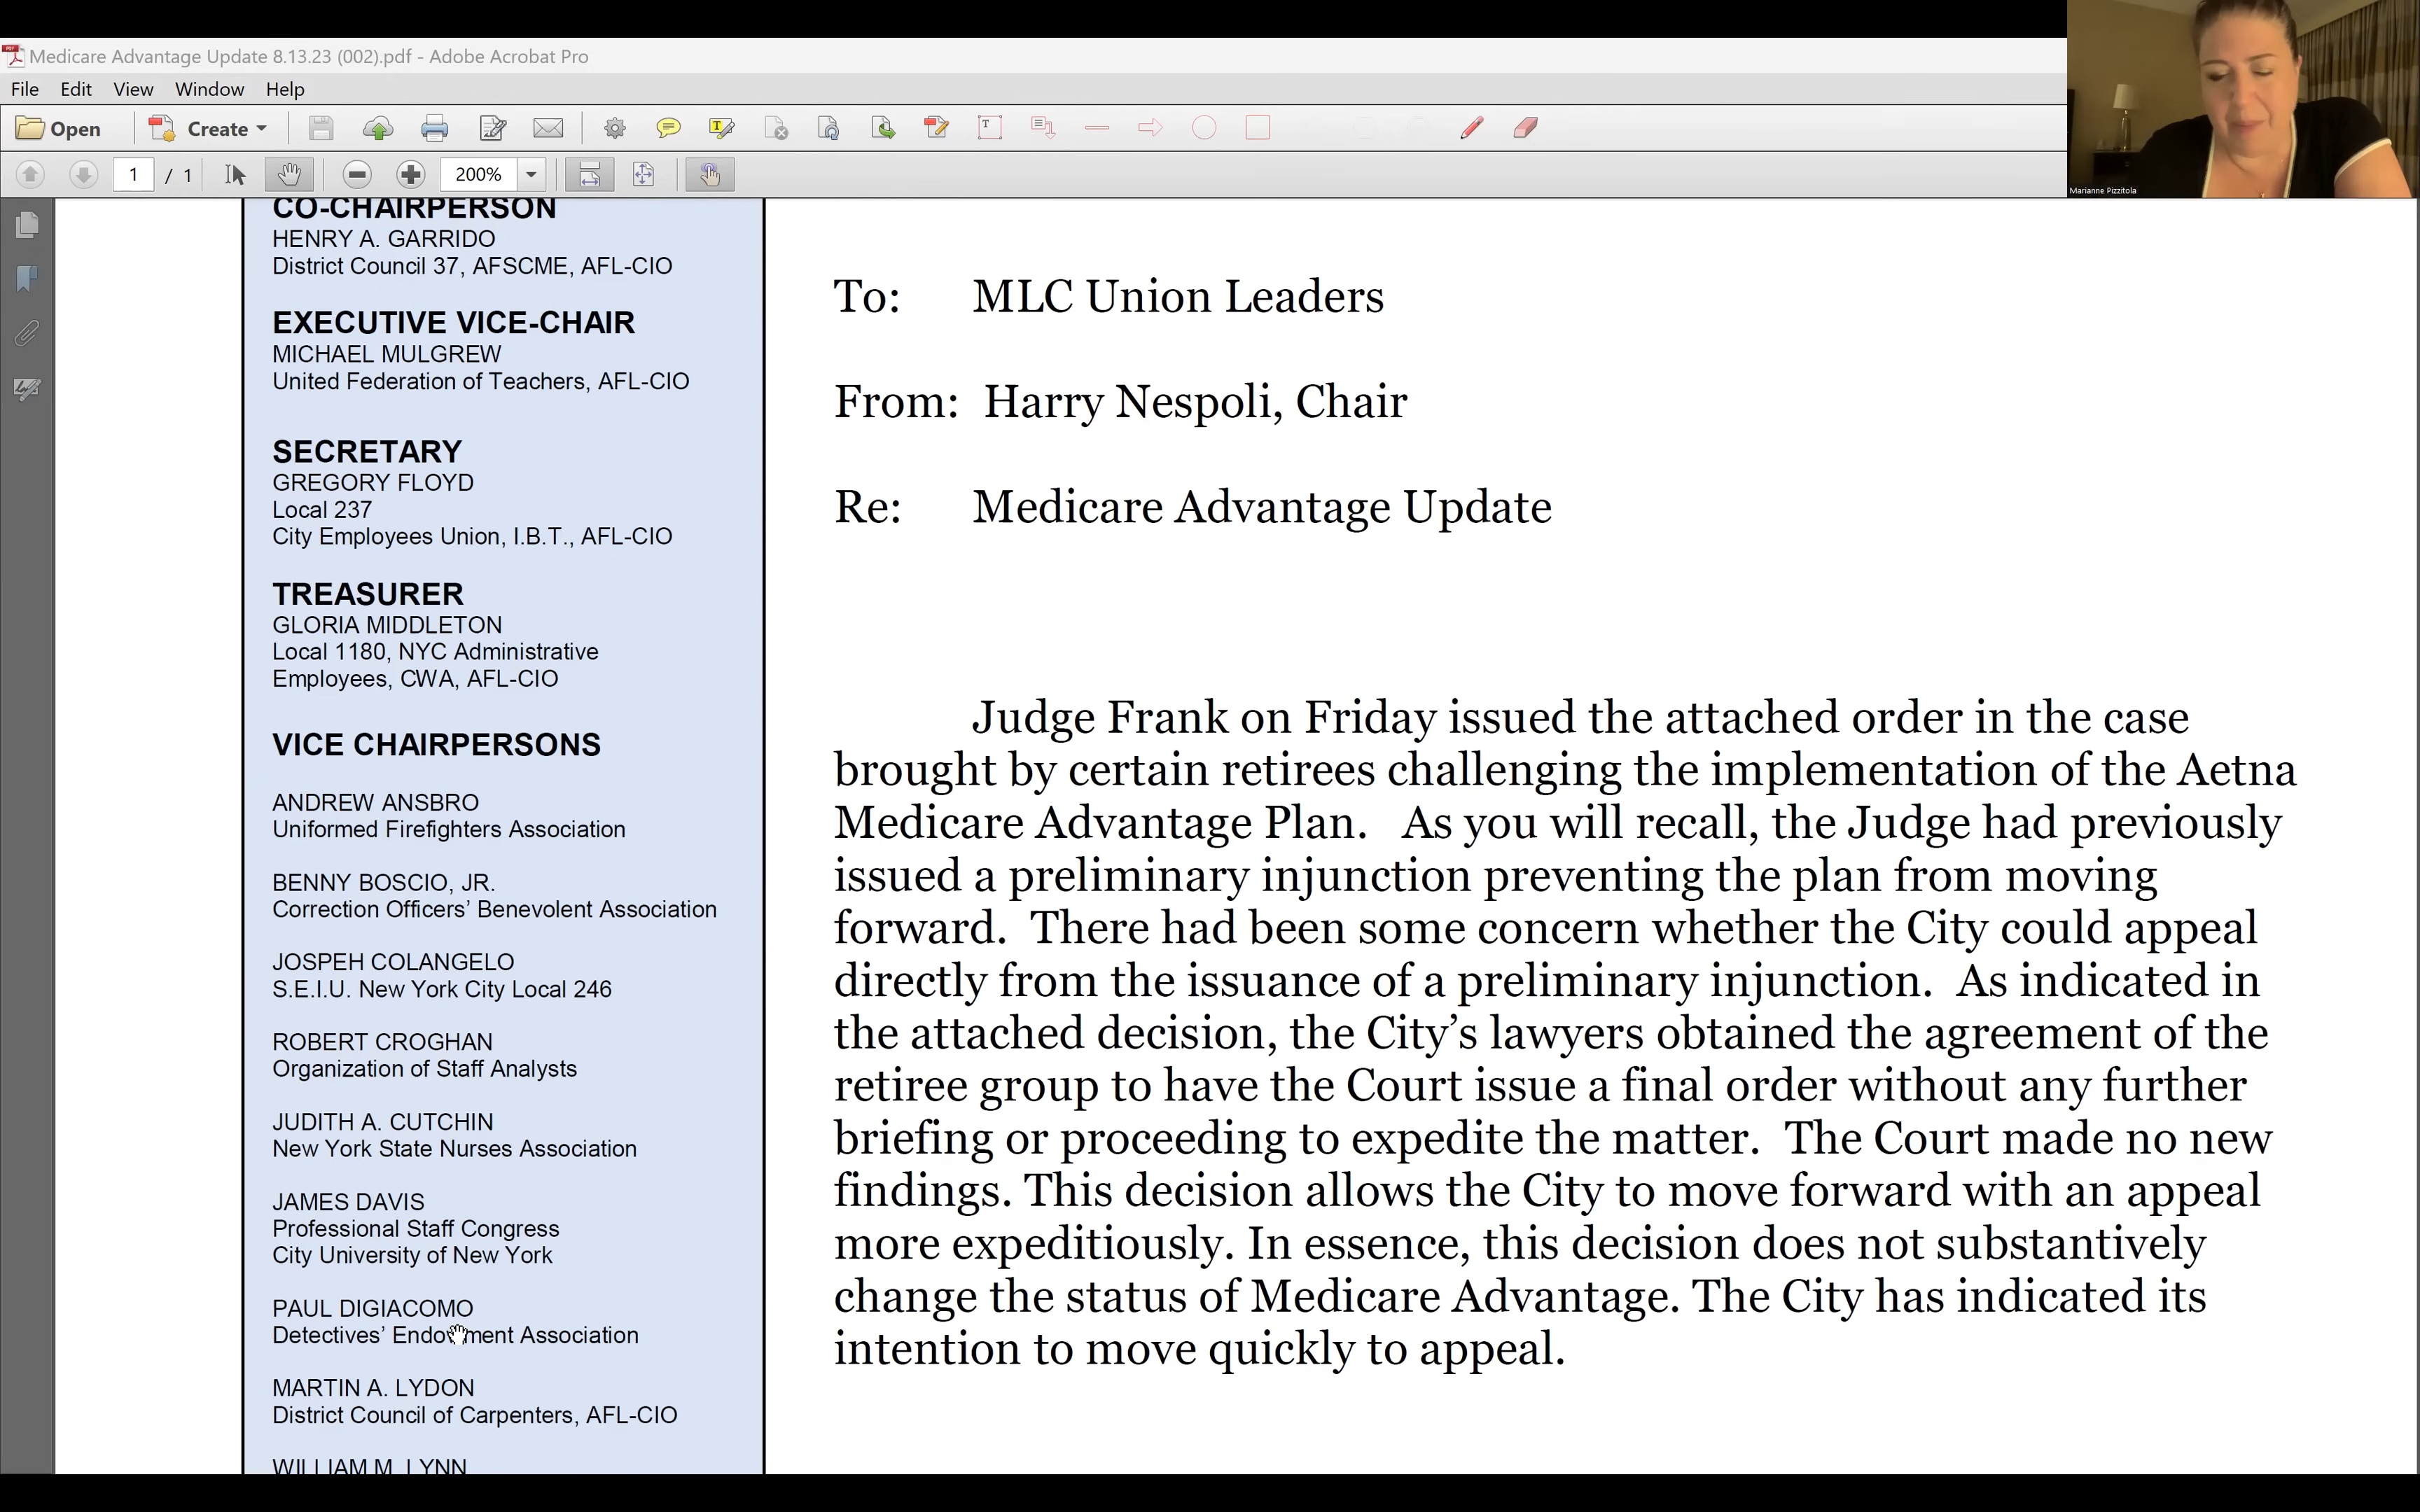 Medicare Advantage Update 8.13.23 (002).pdf - Adobe Acrobat Pro
File Edit View Window Help
Open Create
1 / 1 200%
Marianne Pizzitola
CO-CHAIRPERSON
HENRY A. GARRIDO
District Council 37, AFSCME, AFL-CIO
EXECUTIVE VICE-CHAIR
MICHAEL MULGREW
United Federation of Teachers, AFL-CIO
SECRETARY
GREGORY FLOYD
Local 237
City Employees Union, I.B.T., AFL-CIO
TREASURER
GLORIA MIDDLETON
Local 1180, NYC Administrative
Employees, CWA, AFL-CIO
VICE CHAIRPERSONS
ANDREW ANSBRO
Uniformed Firefighters Association
BENNY BOSCIO, JR.
Correction Officers’ Benevolent Association
JOSPEH COLANGELO
S.E.I.U. New York City Local 246
ROBERT CROGHAN
Organization of Staff Analysts
JUDITH A. CUTCHIN
New York State Nurses Association
JAMES DAVIS
Professional Staff Congress
City University of New York
PAUL DIGIACOMO
Detectives’ Endowment Association
MARTIN A. LYDON
District Council of Carpenters, AFL-CIO
WILLIAM M. LYNN
To: MLC Union Leaders
From: Harry Nespoli, Chair
Re: Medicare Advantage Update
Judge Frank on Friday issued the attached order in the case
brought by certain retirees challenging the implementation of the Aetna
Medicare Advantage Plan. As you will recall, the Judge had previously
issued a preliminary injunction preventing the plan from moving
forward. There had been some concern whether the City could appeal
directly from the issuance of a preliminary injunction. As indicated in
the attached decision, the City’s lawyers obtained the agreement of the
retiree group to have the Court issue a final order without any further
briefing or proceeding to expedite the matter. The Court made no new
findings. This decision allows the City to move forward with an appeal
more expeditiously. In essence, this decision does not substantively
change the status of Medicare Advantage. The City has indicated its
intention to move quickly to appeal.